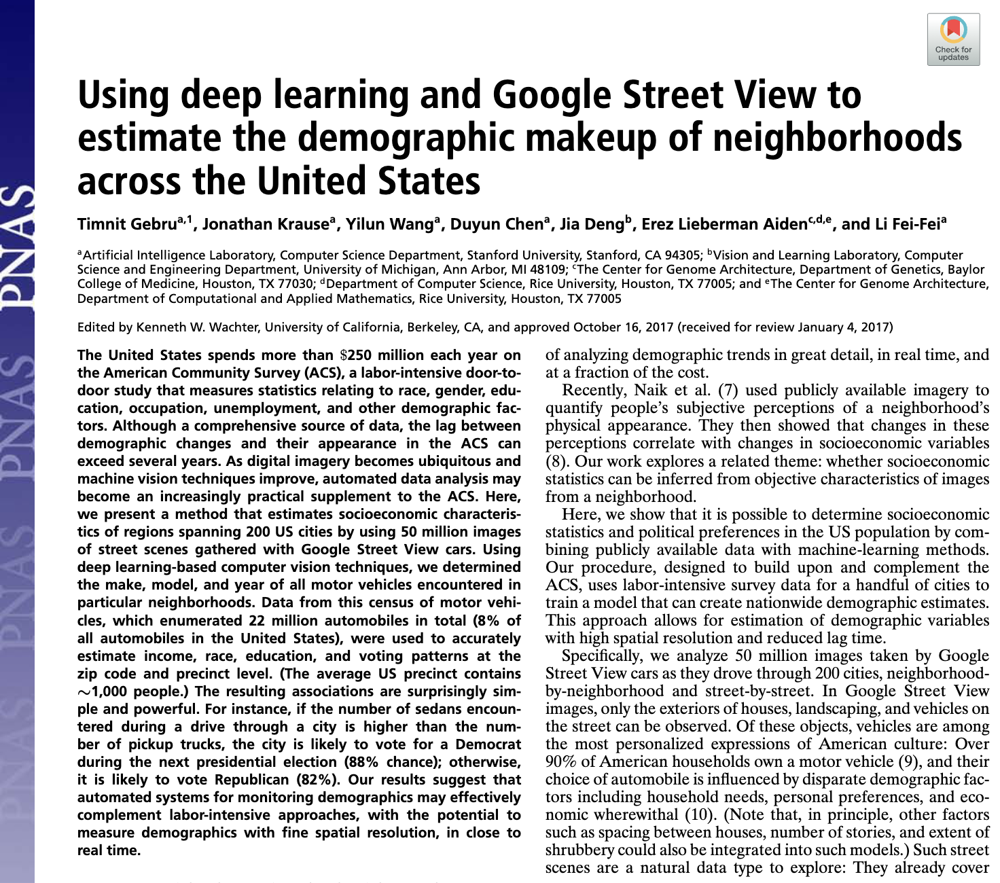 Check for
updates
Using deep learning and Google Street View to
estimate the demographic makeup of neighborhoods
across the United States
Timnit Gebruᵃ,¹, Jonathan Krauseᵃ, Yilun Wangᵃ, Duyun Chenᵃ, Jia Dengᵇ, Erez Lieberman Aidenᶜ,ᵈ,ᵉ, and Li Fei-Feiᵃ
ᵃArtificial Intelligence Laboratory, Computer Science Department, Stanford University, Stanford, CA 94305; ᵇVision and Learning Laboratory, Computer
Science and Engineering Department, University of Michigan, Ann Arbor, MI 48109; ᶜThe Center for Genome Architecture, Department of Genetics, Baylor
College of Medicine, Houston, TX 77030; ᵈDepartment of Computer Science, Rice University, Houston, TX 77005; and ᵉThe Center for Genome Architecture,
Department of Computational and Applied Mathematics, Rice University, Houston, TX 77005
Edited by Kenneth W. Wachter, University of California, Berkeley, CA, and approved October 16, 2017 (received for review January 4, 2017)
The United States spends more than $250 million each year on
the American Community Survey (ACS), a labor-intensive door-to-
door study that measures statistics relating to race, gender, edu-
cation, occupation, unemployment, and other demographic fac-
tors. Although a comprehensive source of data, the lag between
demographic changes and their appearance in the ACS can
exceed several years. As digital imagery becomes ubiquitous and
machine vision techniques improve, automated data analysis may
become an increasingly practical supplement to the ACS. Here,
we present a method that estimates socioeconomic characteris-
tics of regions spanning 200 US cities by using 50 million images
of street scenes gathered with Google Street View cars. Using
deep learning-based computer vision techniques, we determined
the make, model, and year of all motor vehicles encountered in
particular neighborhoods. Data from this census of motor vehi-
cles, which enumerated 22 million automobiles in total (8% of
all automobiles in the United States), were used to accurately
estimate income, race, education, and voting patterns at the
zip code and precinct level. (The average US precinct contains
∼1,000 people.) The resulting associations are surprisingly sim-
ple and powerful. For instance, if the number of sedans encoun-
tered during a drive through a city is higher than the num-
ber of pickup trucks, the city is likely to vote for a Democrat
during the next presidential election (88% chance); otherwise,
it is likely to vote Republican (82%). Our results suggest that
automated systems for monitoring demographics may effectively
complement labor-intensive approaches, with the potential to
measure demographics with fine spatial resolution, in close to
real time.
of analyzing demographic trends in great detail, in real time, and
at a fraction of the cost.
Recently, Naik et al. (7) used publicly available imagery to
quantify people's subjective perceptions of a neighborhood's
physical appearance. They then showed that changes in these
perceptions correlate with changes in socioeconomic variables
(8). Our work explores a related theme: whether socioeconomic
statistics can be inferred from objective characteristics of images
from a neighborhood.
Here, we show that it is possible to determine socioeconomic
statistics and political preferences in the US population by com-
bining publicly available data with machine-learning methods.
Our procedure, designed to build upon and complement the
ACS, uses labor-intensive survey data for a handful of cities to
train a model that can create nationwide demographic estimates.
This approach allows for estimation of demographic variables
with high spatial resolution and reduced lag time.
Specifically, we analyze 50 million images taken by Google
Street View cars as they drove through 200 cities, neighborhood-
by-neighborhood and street-by-street. In Google Street View
images, only the exteriors of houses, landscaping, and vehicles on
the street can be observed. Of these objects, vehicles are among
the most personalized expressions of American culture: Over
90% of American households own a motor vehicle (9), and their
choice of automobile is influenced by disparate demographic fac-
tors including household needs, personal preferences, and eco-
nomic wherewithal (10). (Note that, in principle, other factors
such as spacing between houses, number of stories, and extent of
shrubbery could also be integrated into such models.) Such street
scenes are a natural data type to explore: They already cover
PNAS
PNAS
PNAS
PNAS